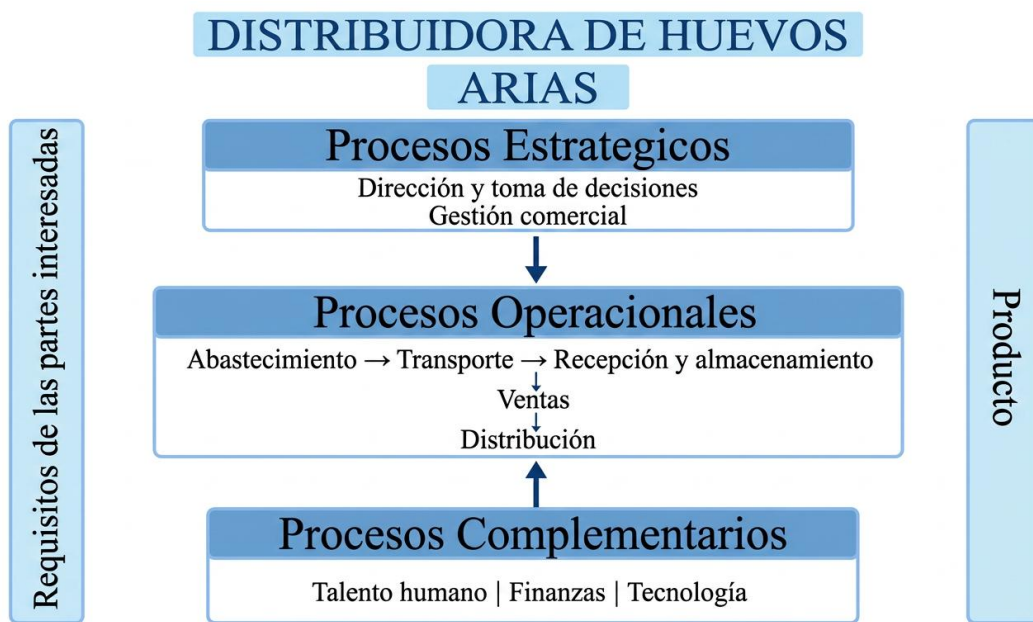 DISTRIBUIDORA DE HUEVOS
ARIAS
Requisitos de las partes interesadas
Procesos Estrategicos
Dirección y toma de decisiones
Gestión comercial
Procesos Operacionales
Abastecimiento → Transporte → Recepción y almacenamiento
Ventas
Distribución
Procesos Complementarios
Talento humano | Finanzas | Tecnología
Producto